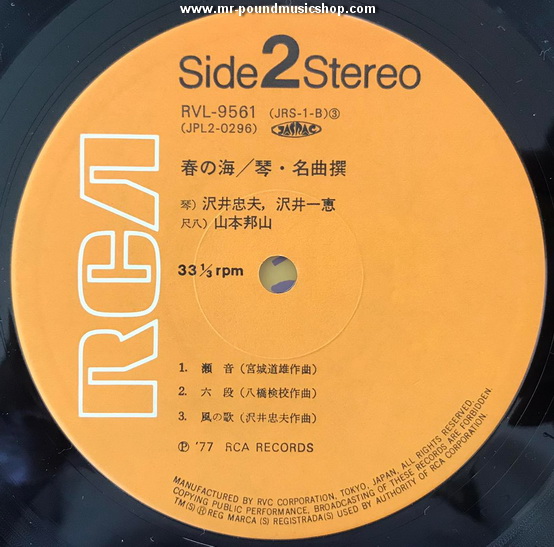 www.mr-poundmusicshop.com
Side 2 Stereo
RVL-9561 (JRS-1-B)③
(JPL2-0296) JASRAC
春の海／琴・名曲撰
琴) 沢井忠夫, 沢井一恵
尺八) 山本邦山
33 1/3 rpm
RCA
1. 瀬 音 (宮城道雄作曲)
2. 六 段 (八橋検校作曲)
3. 風の歌 (沢井忠夫作曲)
Ⓟ '77 RCA RECORDS
MANUFACTURED BY RVC CORPORATION, TOKYO, JAPAN, ALL RIGHTS RESERVED,
COPYING PUBLIC PERFORMANCE, BROADCASTING OF THESE RECORDS ARE FORBIDDEN.
TM(S) ® REG MARCA (S) REGISTRADA(S) USED BY AUTHORITY OF RCA CORPORATION.